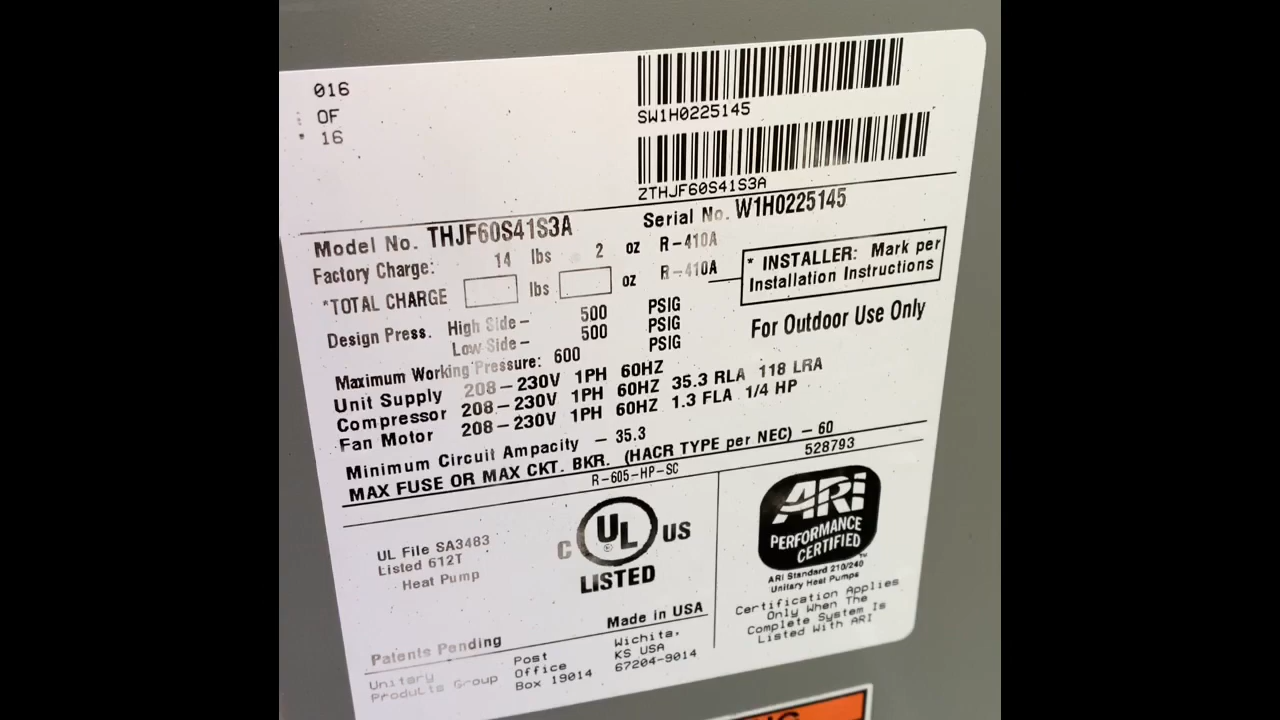 016
OF
* 16
SW1H0225145
ZTHJF60S41S3A
Model No. THJF60S41S3A Serial No. W1H0225145
Factory Charge: 14 lbs 2 oz R-410A
*TOTAL CHARGE lbs oz R-410A
* INSTALLER: Mark per
Installation Instructions
Design Press. High Side- 500 PSIG
Low Side- 500 PSIG
Maximum Working Pressure: 600 PSIG
For Outdoor Use Only
Unit Supply 208-230V 1PH 60HZ
Compressor 208-230V 1PH 60HZ 35.3 RLA 118 LRA
Fan Motor 208-230V 1PH 60HZ 1.3 FLA 1/4 HP
Minimum Circuit Ampacity - 35.3
MAX FUSE OR MAX CKT. BKR. (HACR TYPE per NEC) - 60
R-605-HP-SC 528793
UL File SA3483
Listed 612T
Heat Pump
C UL US
LISTED
ARI
PERFORMANCE
CERTIFIED
TM
ARI Standard 210/240
Unitary Heat Pumps
Certification Applies
Only When The
Complete System Is
Listed With ARI
Patents Pending Made in USA
Unitary
Products Group
Post
Office
Box 19014
Wichita,
KS USA
67204-9014